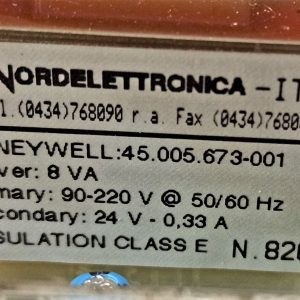 NORDELETTRONICA - IT
l.(0434)768090 r.a. Fax (0434)7680
NEYWELL:45.005.673-001
ver: 8 VA
mary: 90-220 V @ 50/60 Hz
condary: 24 V - 0,33 A
SULATION CLASS E N. 820